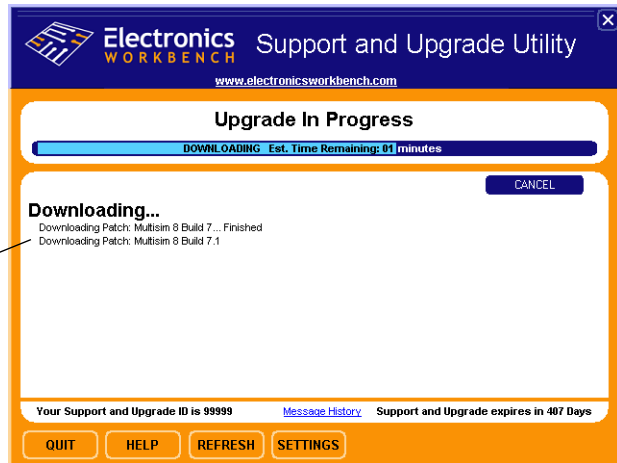 Electronics
WORKBENCH
Support and Upgrade Utility
www.electronicsworkbench.com
Upgrade In Progress
DOWNLOADING Est. Time Remaining: 01 minutes
CANCEL
Downloading...
Downloading Patch: Multisim 8 Build 7... Finished
Downloading Patch: Multisim 8 Build 7.1
Your Support and Upgrade ID is 99999 Message History Support and Upgrade expires in 407 Days
QUIT HELP REFRESH SETTINGS